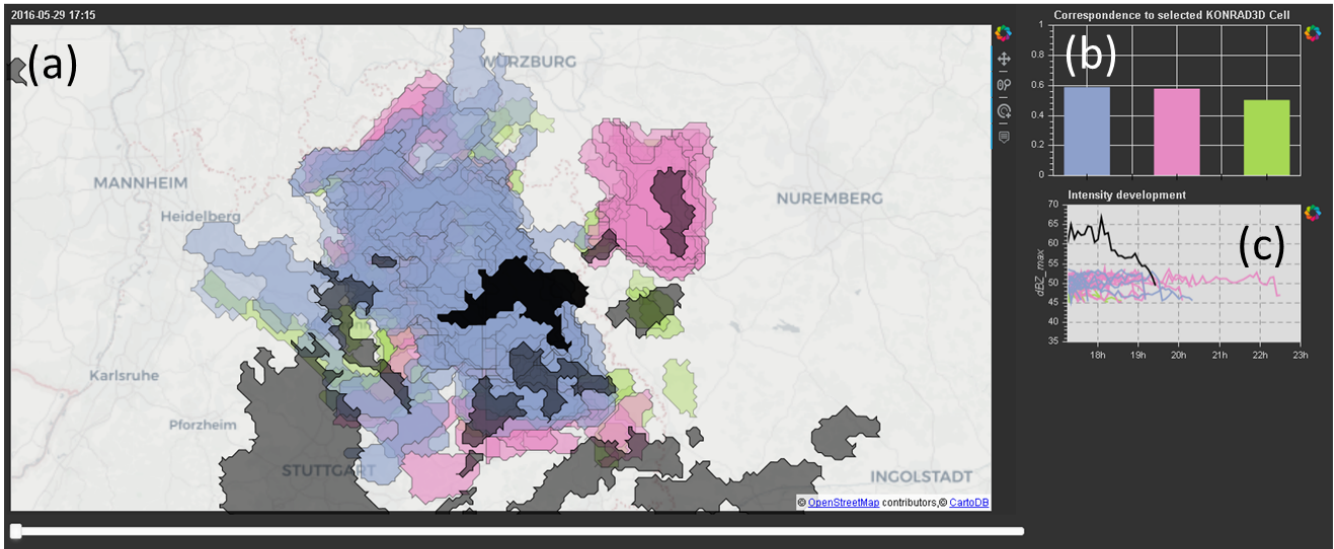 2016-05-29 17:15
(a)
WÜRZBURG
MANNHEIM
Heidelberg
NUREMBERG
Karlsruhe
Pforzheim
STUTTGART
INGOLSTADT
© OpenStreetMap contributors,© CartoDB
Correspondence to selected KONRAD3D Cell
(b)
1
0.8
0.6
0.4
0.2
0
Intensity development
(c)
dBZ_max
70
65
60
55
50
45
40
35
18h 19h 20h 21h 22h 23h